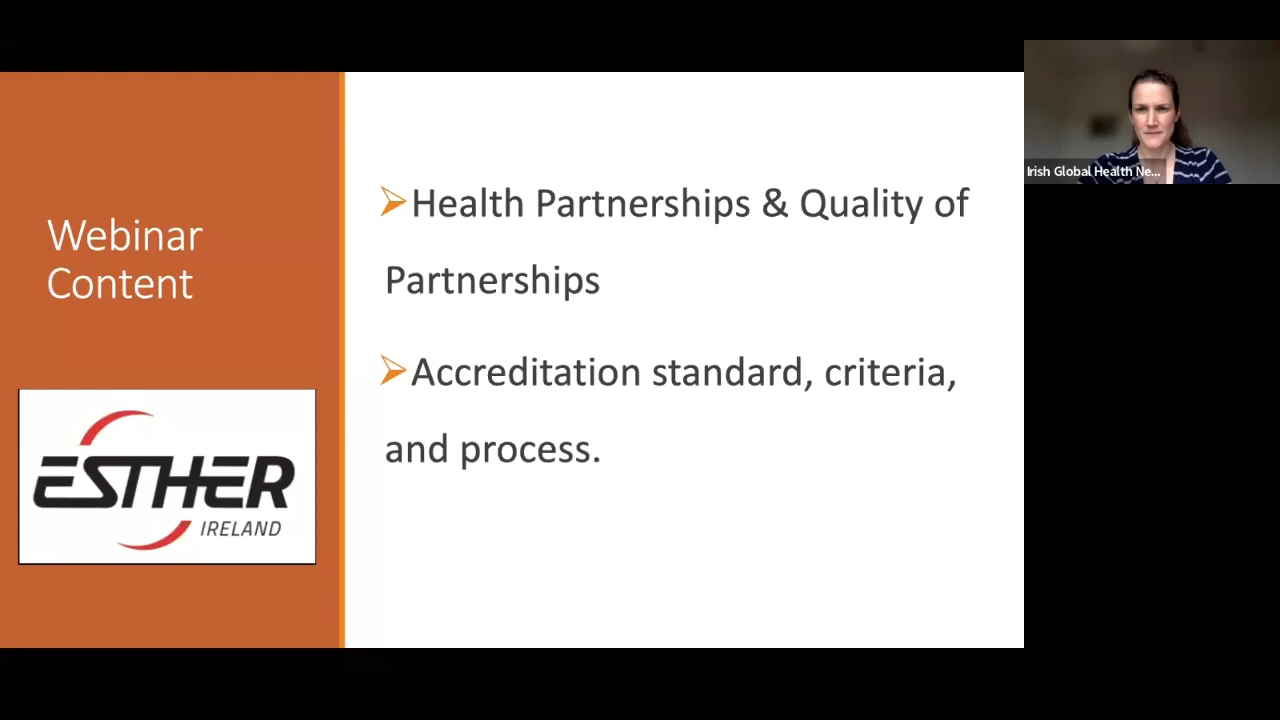 Webinar
Content
ESTHER
IRELAND
Health Partnerships & Quality of
Partnerships
Accreditation standard, criteria,
and process.
Irish Global Health Ne...